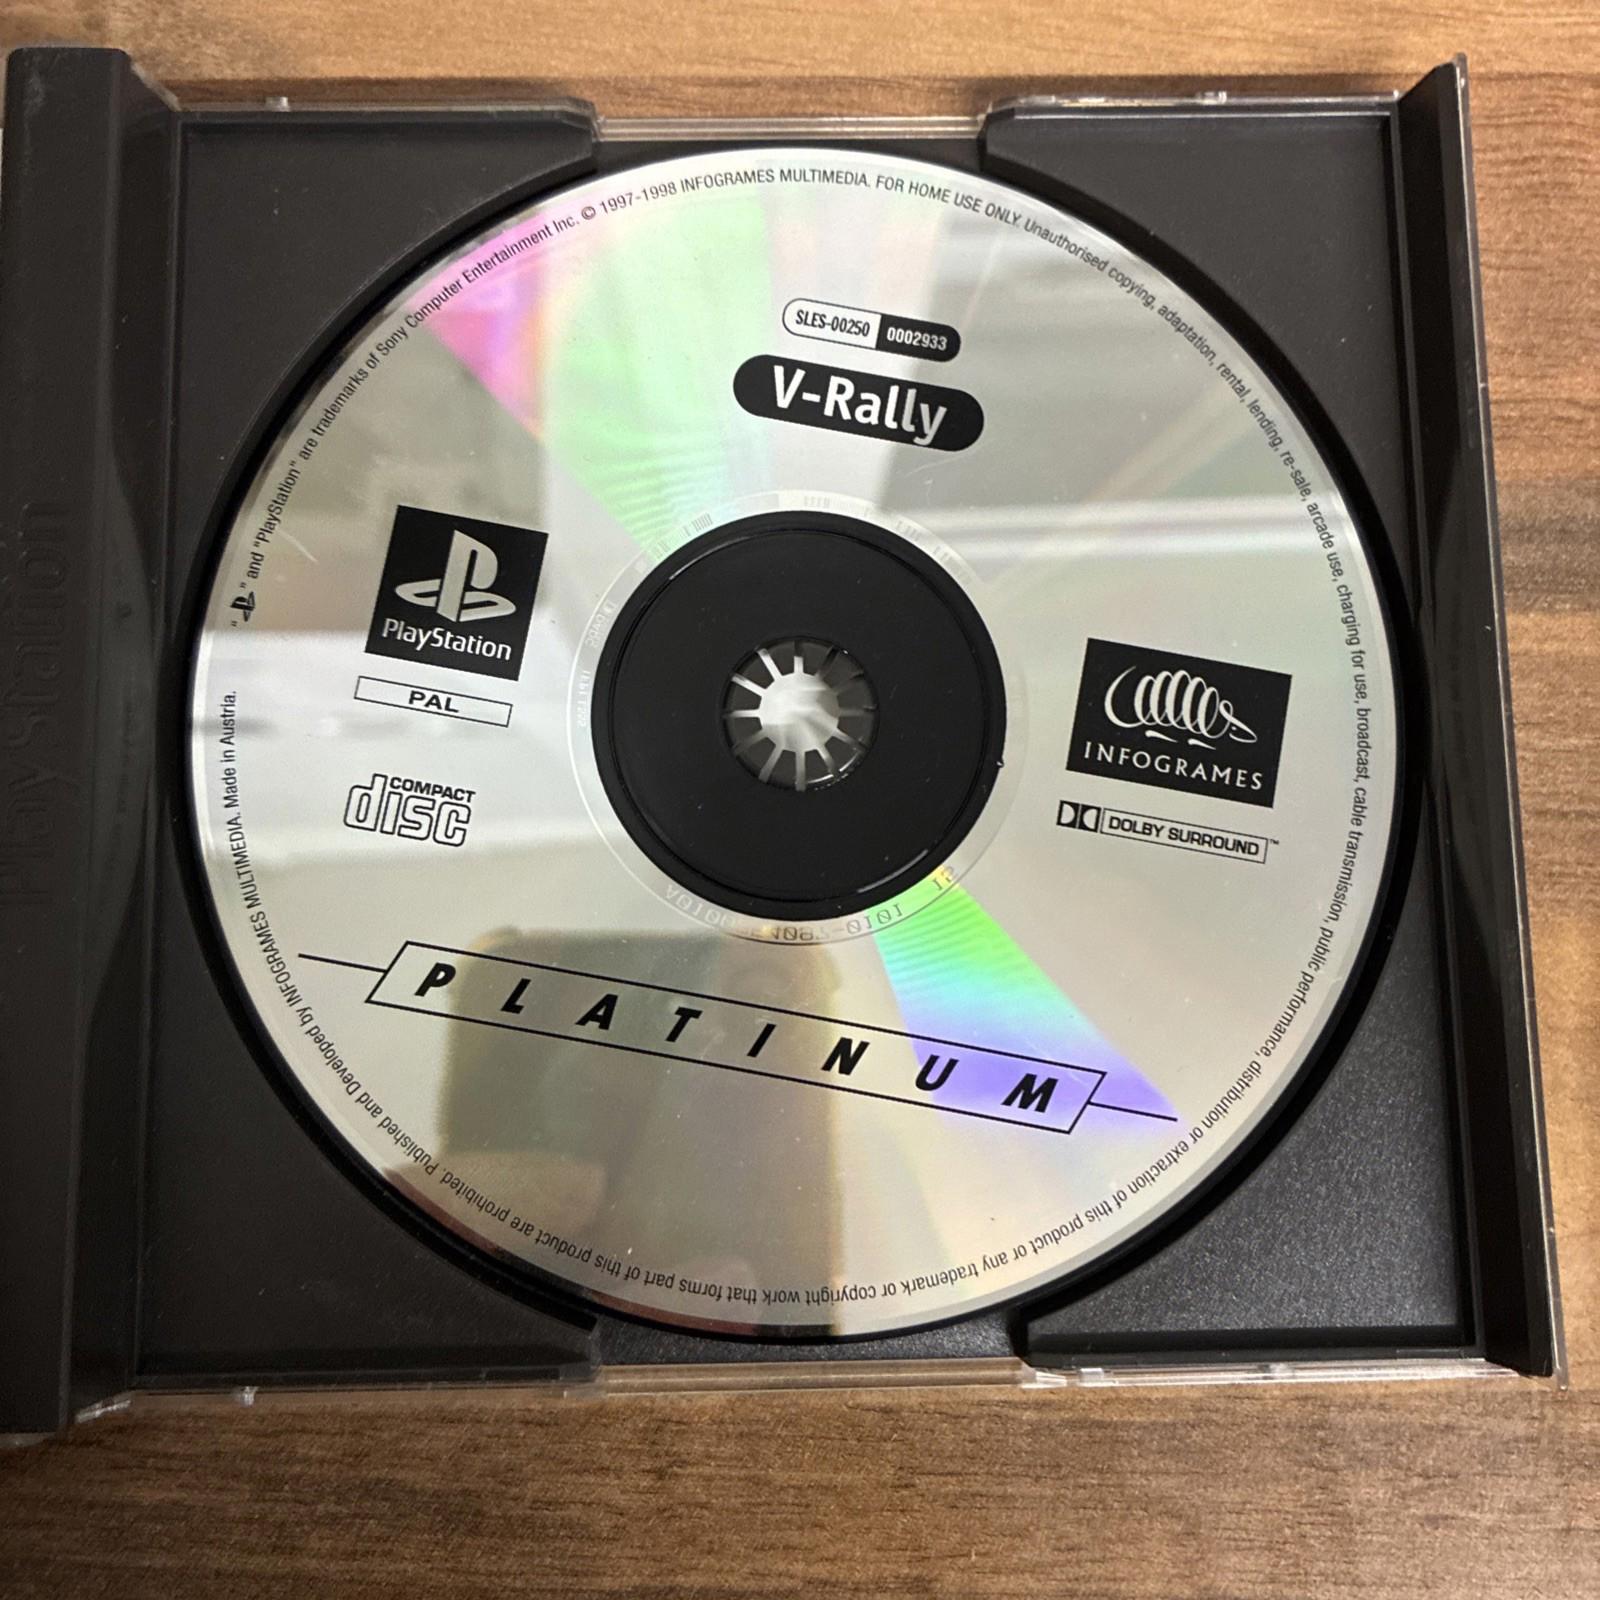 SLES-00250 0002933
V-Rally
PlayStation
PAL
COMPACT
disc
INFOGRAMES
DOLBY SURROUND™
PLATINUM
" " and "PlayStation" are trademarks of Sony Computer Entertainment Inc. © 1997-1998 INFOGRAMES MULTIMEDIA. FOR HOME USE ONLY. Unauthorised copying, adaptation, rental, lending, re-sale, arcade use, charging for use, broadcast, cable transmission, public performance, distribution or extraction of this product or any trademark or copyright work that forms part of this product are prohibited. Published and Developed by INFOGRAMES MULTIMEDIA. Made in Austria.
PlayStation